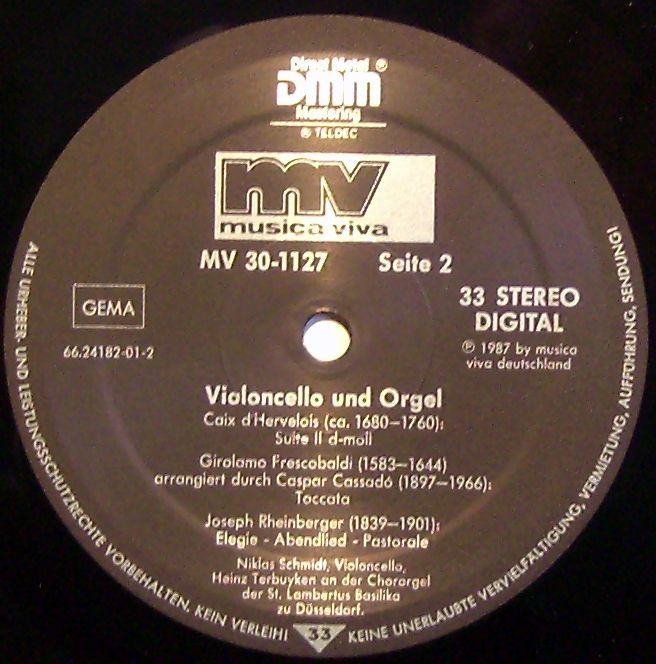 Direct Metal ®
DMM
Mastering
® TELDEC
mv
musica viva
MV 30-1127 Seite 2
GEMA
66.24182-01-2
33 STEREO
DIGITAL
℗ 1987 by musica
viva deutschland
Violoncello und Orgel
Caix d'Hervelois (ca. 1680–1760):
Suite II d-moll
Girolamo Frescobaldi (1583–1644)
arrangiert durch Caspar Cassadó (1897–1966):
Toccata
Joseph Rheinberger (1839–1901):
Elegie - Abendlied - Pastorale
Niklas Schmidt, Violoncello,
Heinz Terbuyken an der Chororgel
der St. Lambertus Basilika
zu Düsseldorf.
ALLE URHEBER- UND LEISTUNGSSCHUTZRECHTE VORBEHALTEN. KEIN VERLEIH! 33 KEINE UNERLAUBTE VERVIELFÄLTIGUNG, VERMIETUNG, AUFFÜHRUNG, SENDUNG!